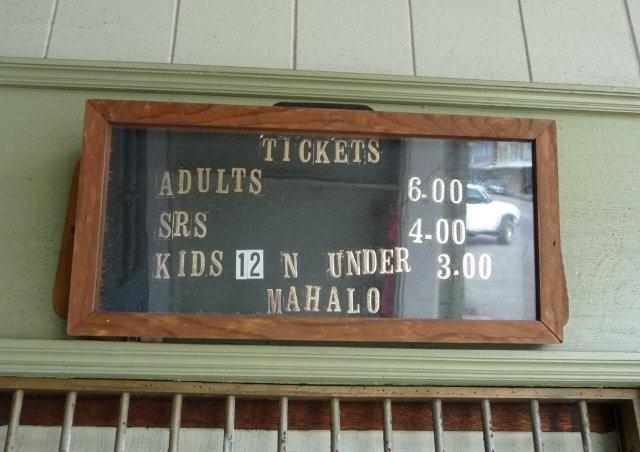 TICKETS
ADULTS 6.00
SRS 4.00
KIDS 12 N UNDER 3.00
MAHALO